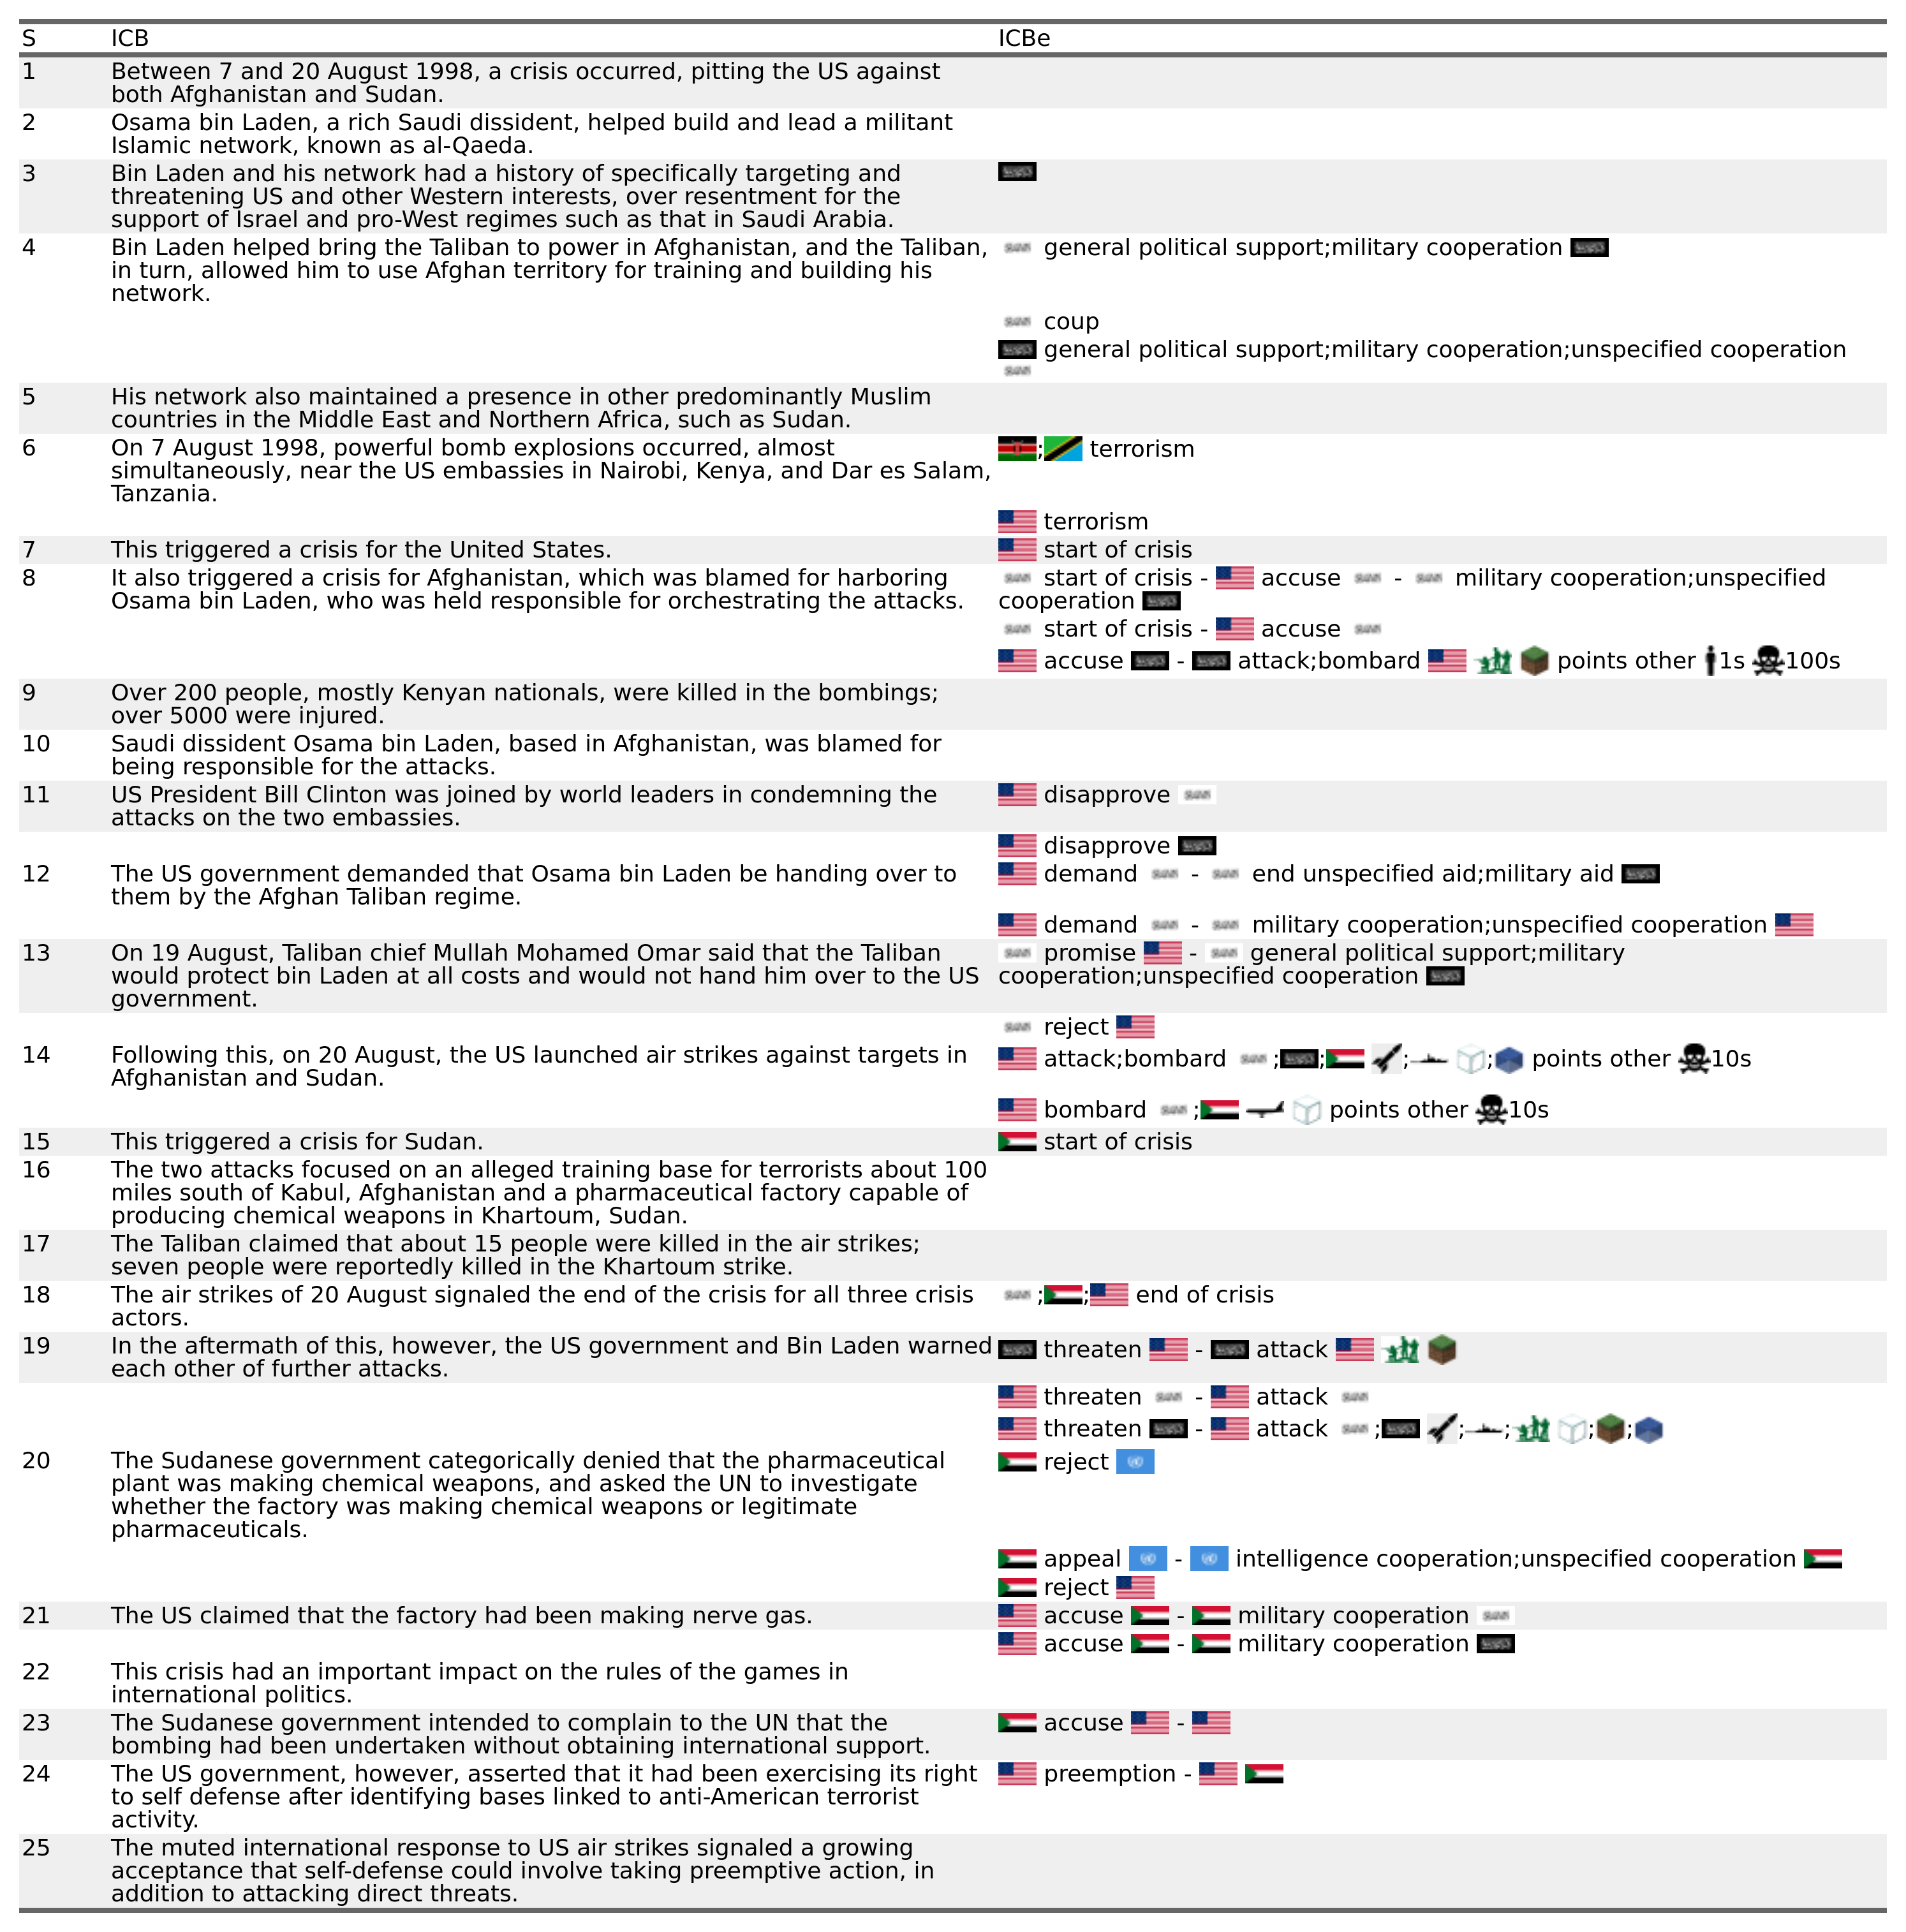 S ICB ICBe
1 Between 7 and 20 August 1998, a crisis occurred, pitting the US against
both Afghanistan and Sudan.
2 Osama bin Laden, a rich Saudi dissident, helped build and lead a militant
Islamic network, known as al-Qaeda.
3 Bin Laden and his network had a history of specifically targeting and
threatening US and other Western interests, over resentment for the
support of Israel and pro-West regimes such as that in Saudi Arabia.
4 Bin Laden helped bring the Taliban to power in Afghanistan, and the Taliban, general political support;military cooperation
in turn, allowed him to use Afghan territory for training and building his
network.
coup
general political support;military cooperation;unspecified cooperation
5 His network also maintained a presence in other predominantly Muslim
countries in the Middle East and Northern Africa, such as Sudan.
6 On 7 August 1998, powerful bomb explosions occurred, almost ; terrorism
simultaneously, near the US embassies in Nairobi, Kenya, and Dar es Salam,
Tanzania.
terrorism
7 This triggered a crisis for the United States. start of crisis
8 It also triggered a crisis for Afghanistan, which was blamed for harboring start of crisis - accuse - military cooperation;unspecified
Osama bin Laden, who was held responsible for orchestrating the attacks. cooperation
start of crisis - accuse
accuse - attack;bombard points other 1s 100s
9 Over 200 people, mostly Kenyan nationals, were killed in the bombings;
over 5000 were injured.
10 Saudi dissident Osama bin Laden, based in Afghanistan, was blamed for
being responsible for the attacks.
11 US President Bill Clinton was joined by world leaders in condemning the disapprove
attacks on the two embassies.
disapprove
12 The US government demanded that Osama bin Laden be handing over to demand - end unspecified aid;military aid
them by the Afghan Taliban regime.
demand - military cooperation;unspecified cooperation
13 On 19 August, Taliban chief Mullah Mohamed Omar said that the Taliban promise - general political support;military
would protect bin Laden at all costs and would not hand him over to the US cooperation;unspecified cooperation
government.
reject
14 Following this, on 20 August, the US launched air strikes against targets in attack;bombard ; ; ; ; points other 10s
Afghanistan and Sudan.
bombard ; points other 10s
15 This triggered a crisis for Sudan. start of crisis
16 The two attacks focused on an alleged training base for terrorists about 100
miles south of Kabul, Afghanistan and a pharmaceutical factory capable of
producing chemical weapons in Khartoum, Sudan.
17 The Taliban claimed that about 15 people were killed in the air strikes;
seven people were reportedly killed in the Khartoum strike.
18 The air strikes of 20 August signaled the end of the crisis for all three crisis ; ; end of crisis
actors.
19 In the aftermath of this, however, the US government and Bin Laden warned threaten - attack
each other of further attacks.
threaten - attack
threaten - attack ; ; ; ; ;
20 The Sudanese government categorically denied that the pharmaceutical reject
plant was making chemical weapons, and asked the UN to investigate
whether the factory was making chemical weapons or legitimate
pharmaceuticals.
appeal - intelligence cooperation;unspecified cooperation
reject
21 The US claimed that the factory had been making nerve gas. accuse - military cooperation
accuse - military cooperation
22 This crisis had an important impact on the rules of the games in
international politics.
23 The Sudanese government intended to complain to the UN that the accuse -
bombing had been undertaken without obtaining international support.
24 The US government, however, asserted that it had been exercising its right preemption -
to self defense after identifying bases linked to anti-American terrorist
activity.
25 The muted international response to US air strikes signaled a growing
acceptance that self-defense could involve taking preemptive action, in
addition to attacking direct threats.